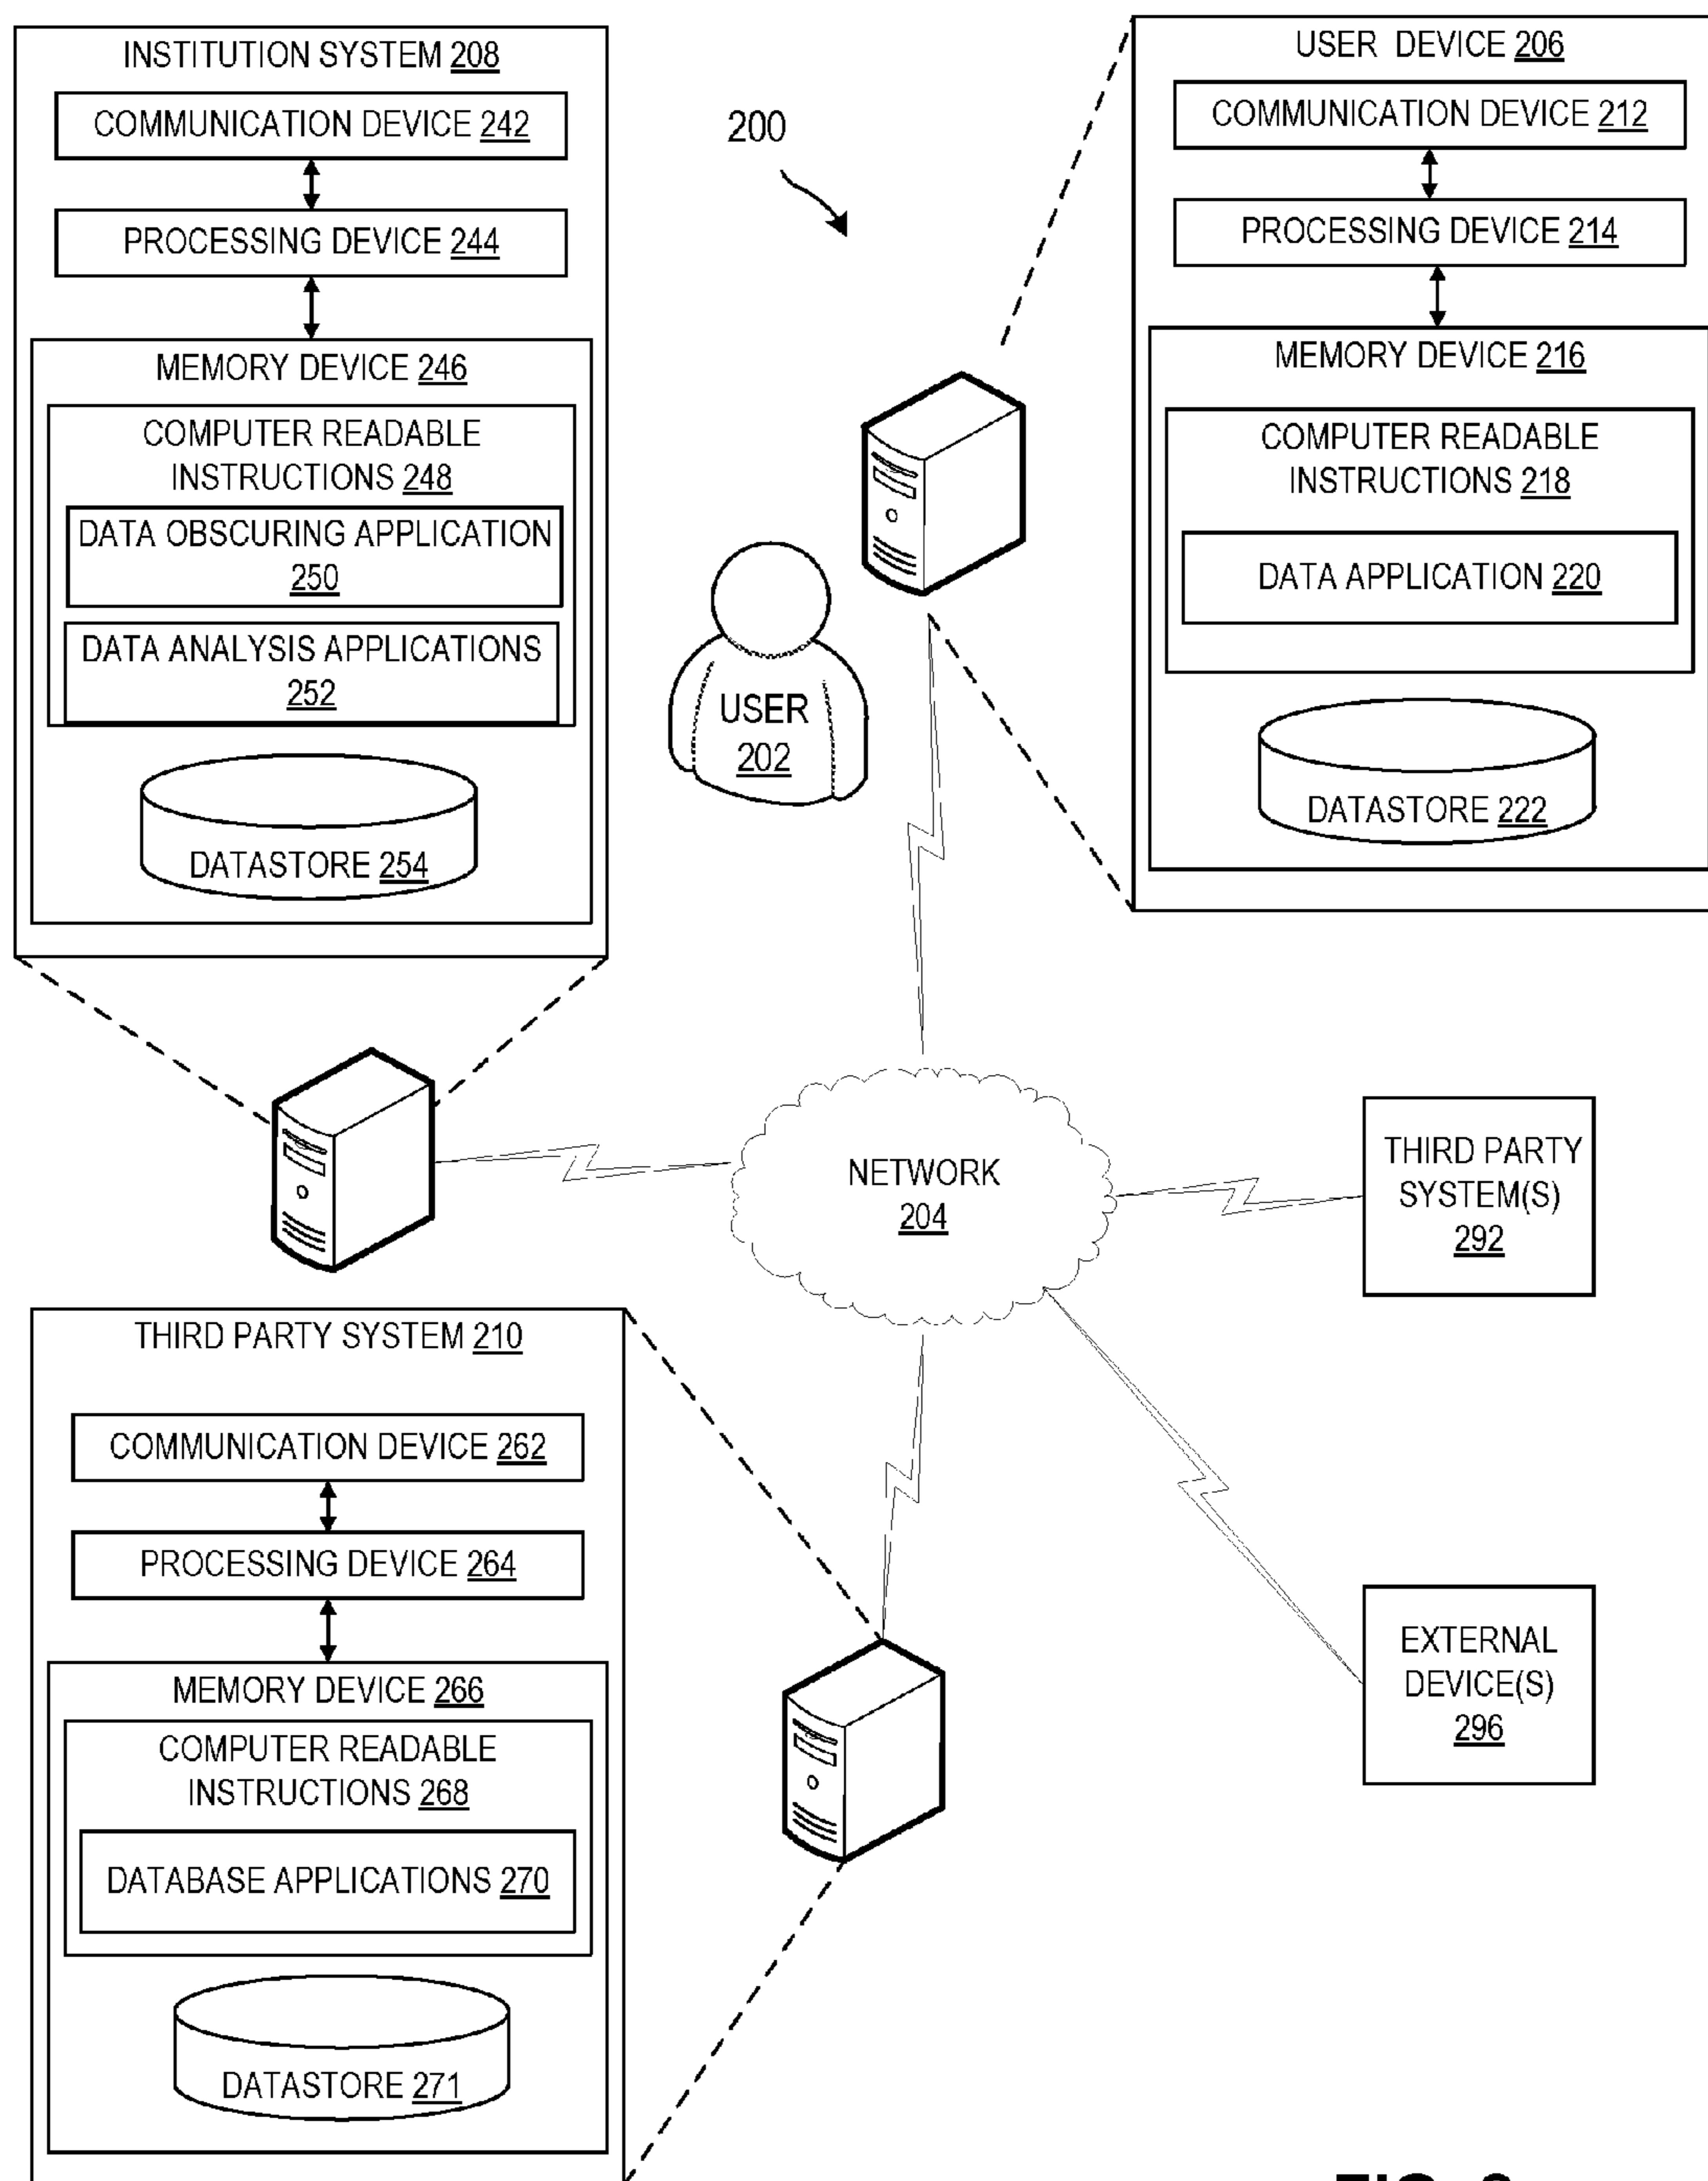 INSTITUTION SYSTEM 208
COMMUNICATION DEVICE 242
PROCESSING DEVICE 244
MEMORY DEVICE 246
COMPUTER READABLE
INSTRUCTIONS 248
DATA OBSCURING APPLICATION
250
DATA ANALYSIS APPLICATIONS
252
DATASTORE 254
200
USER
202
USER DEVICE 206
COMMUNICATION DEVICE 212
PROCESSING DEVICE 214
MEMORY DEVICE 216
COMPUTER READABLE
INSTRUCTIONS 218
DATA APPLICATION 220
DATASTORE 222
NETWORK
204
THIRD PARTY
SYSTEM(S)
292
THIRD PARTY SYSTEM 210
COMMUNICATION DEVICE 262
PROCESSING DEVICE 264
MEMORY DEVICE 266
COMPUTER READABLE
INSTRUCTIONS 268
DATABASE APPLICATIONS 270
DATASTORE 271
EXTERNAL
DEVICE(S)
296